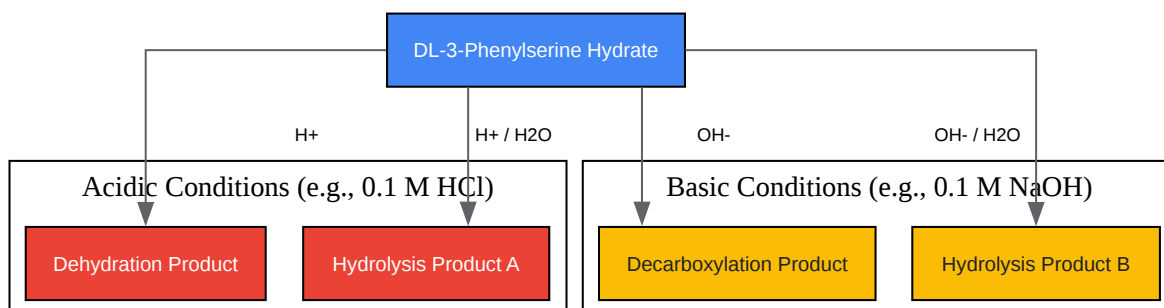 DL-3-Phenylserine Hydrate
H+
H+ / H2O
OH-
OH- / H2O
Acidic Conditions (e.g., 0.1 M HCl)
Basic Conditions (e.g., 0.1 M NaOH)
Dehydration Product
Hydrolysis Product A
Decarboxylation Product
Hydrolysis Product B